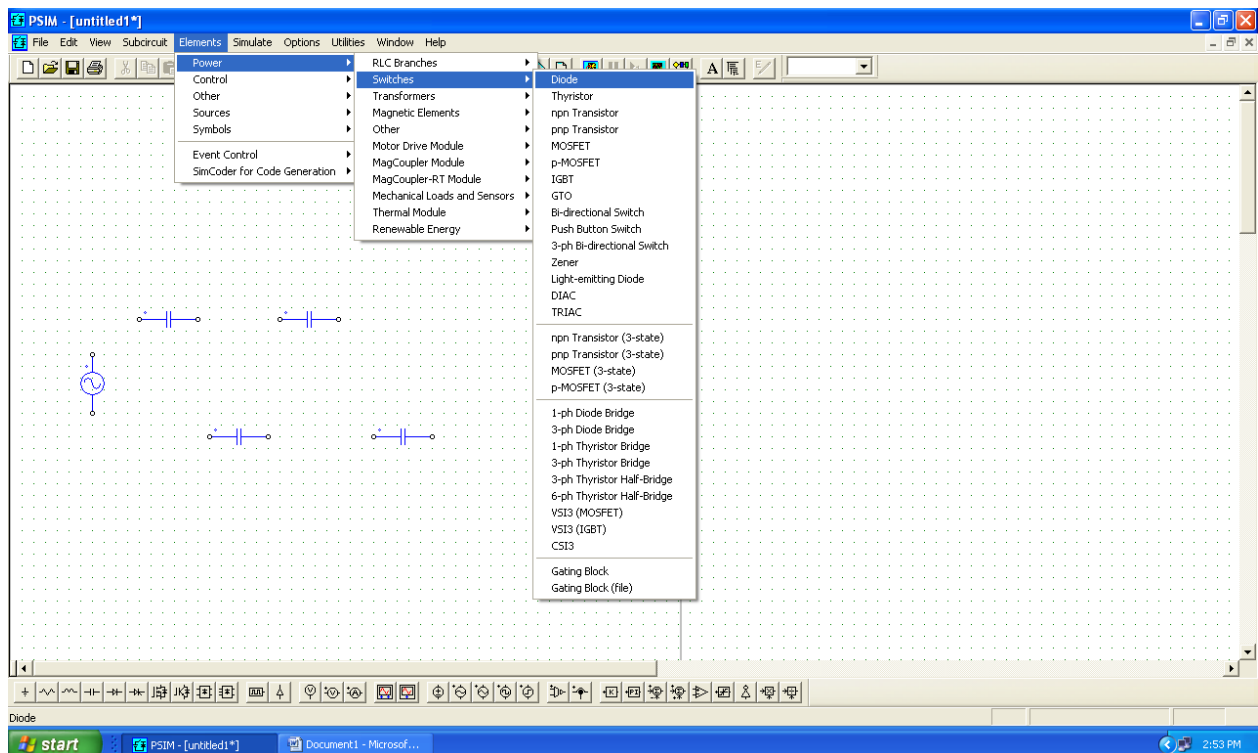 PSIM - [untitled1*]
File Edit View Subcircuit Elements Simulate Options Utilities Window Help
A
Power
Control
Other
Sources
Symbols
Event Control
SimCoder for Code Generation
RLC Branches
Switches
Transformers
Magnetic Elements
Other
Motor Drive Module
MagCoupler Module
MagCoupler-RT Module
Mechanical Loads and Sensors
Thermal Module
Renewable Energy
Diode
Thyristor
npn Transistor
pnp Transistor
MOSFET
p-MOSFET
IGBT
GTO
Bi-directional Switch
Push Button Switch
3-ph Bi-directional Switch
Zener
Light-emitting Diode
DIAC
TRIAC
npn Transistor (3-state)
pnp Transistor (3-state)
MOSFET (3-state)
p-MOSFET (3-state)
1-ph Diode Bridge
3-ph Diode Bridge
1-ph Thyristor Bridge
3-ph Thyristor Bridge
3-ph Thyristor Half-Bridge
6-ph Thyristor Half-Bridge
VSI3 (MOSFET)
VSI3 (IGBT)
CSI3
Gating Block
Gating Block (file)
Diode
start PSIM - [untitled1*] Document1 - Microsof... 2:53 PM